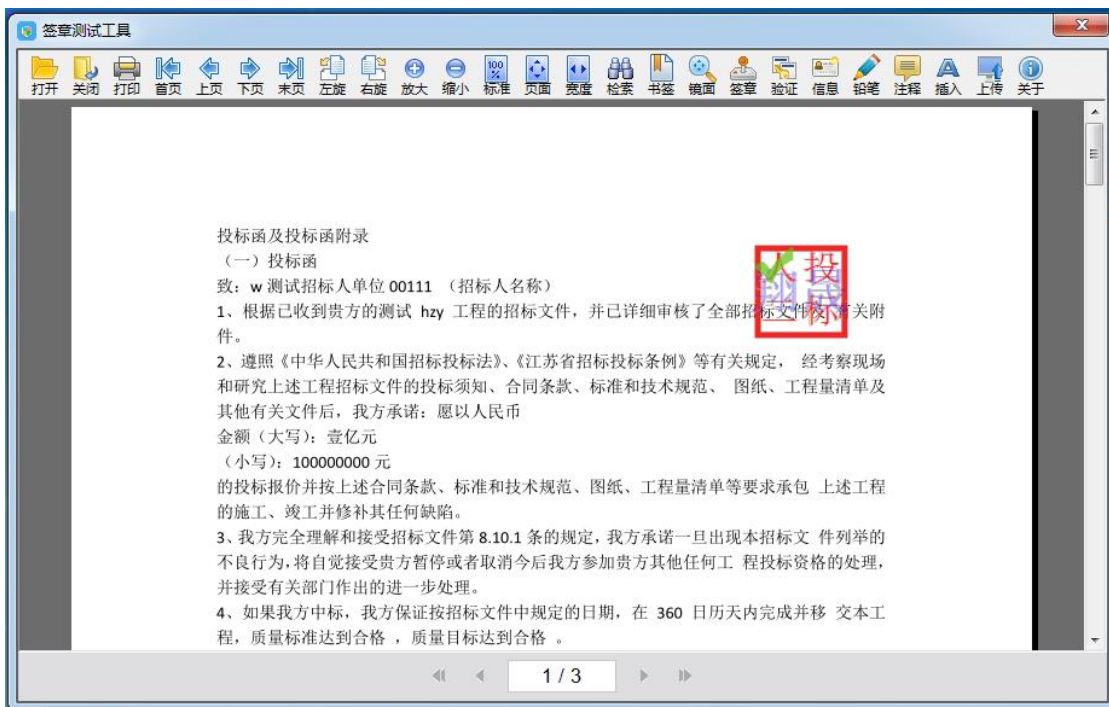 签章测试工具
打开 关闭 打印 首页 上页 下页 末页 左旋 右旋 放大 缩小 标准 页面 宽度 检索 书签 镜面 签章 验证 信息 铅笔 注释 插入 上传 关于
100%
投标函及投标函附录
（一）投标函
致：w 测试招标人单位 00111 （招标人名称）
1、根据已收到贵方的测试 hzy 工程的招标文件，并已详细审核了全部招标文件及 有关附
件。
2、遵照《中华人民共和国招标投标法》、《江苏省招标投标条例》等有关规定， 经考察现场
和研究上述工程招标文件的投标须知、合同条款、标准和技术规范、 图纸、工程量清单及
其他有关文件后，我方承诺：愿以人民币
金额（大写）：壹亿元
（小写）：100000000 元
的投标报价并按上述合同条款、标准和技术规范、图纸、工程量清单等要求承包 上述工程
的施工、竣工并修补其任何缺陷。
3、我方完全理解和接受招标文件第 8.10.1 条的规定，我方承诺一旦出现本招标文 件列举的
不良行为，将自觉接受贵方暂停或者取消今后我方参加贵方其他任何工 程投标资格的处理，
并接受有关部门作出的进一步处理。
4、如果我方中标，我方保证按招标文件中规定的日期，在 360 日历天内完成并移 交本工
程，质量标准达到合格 ，质量目标达到合格 。
投标
人一
1 / 3